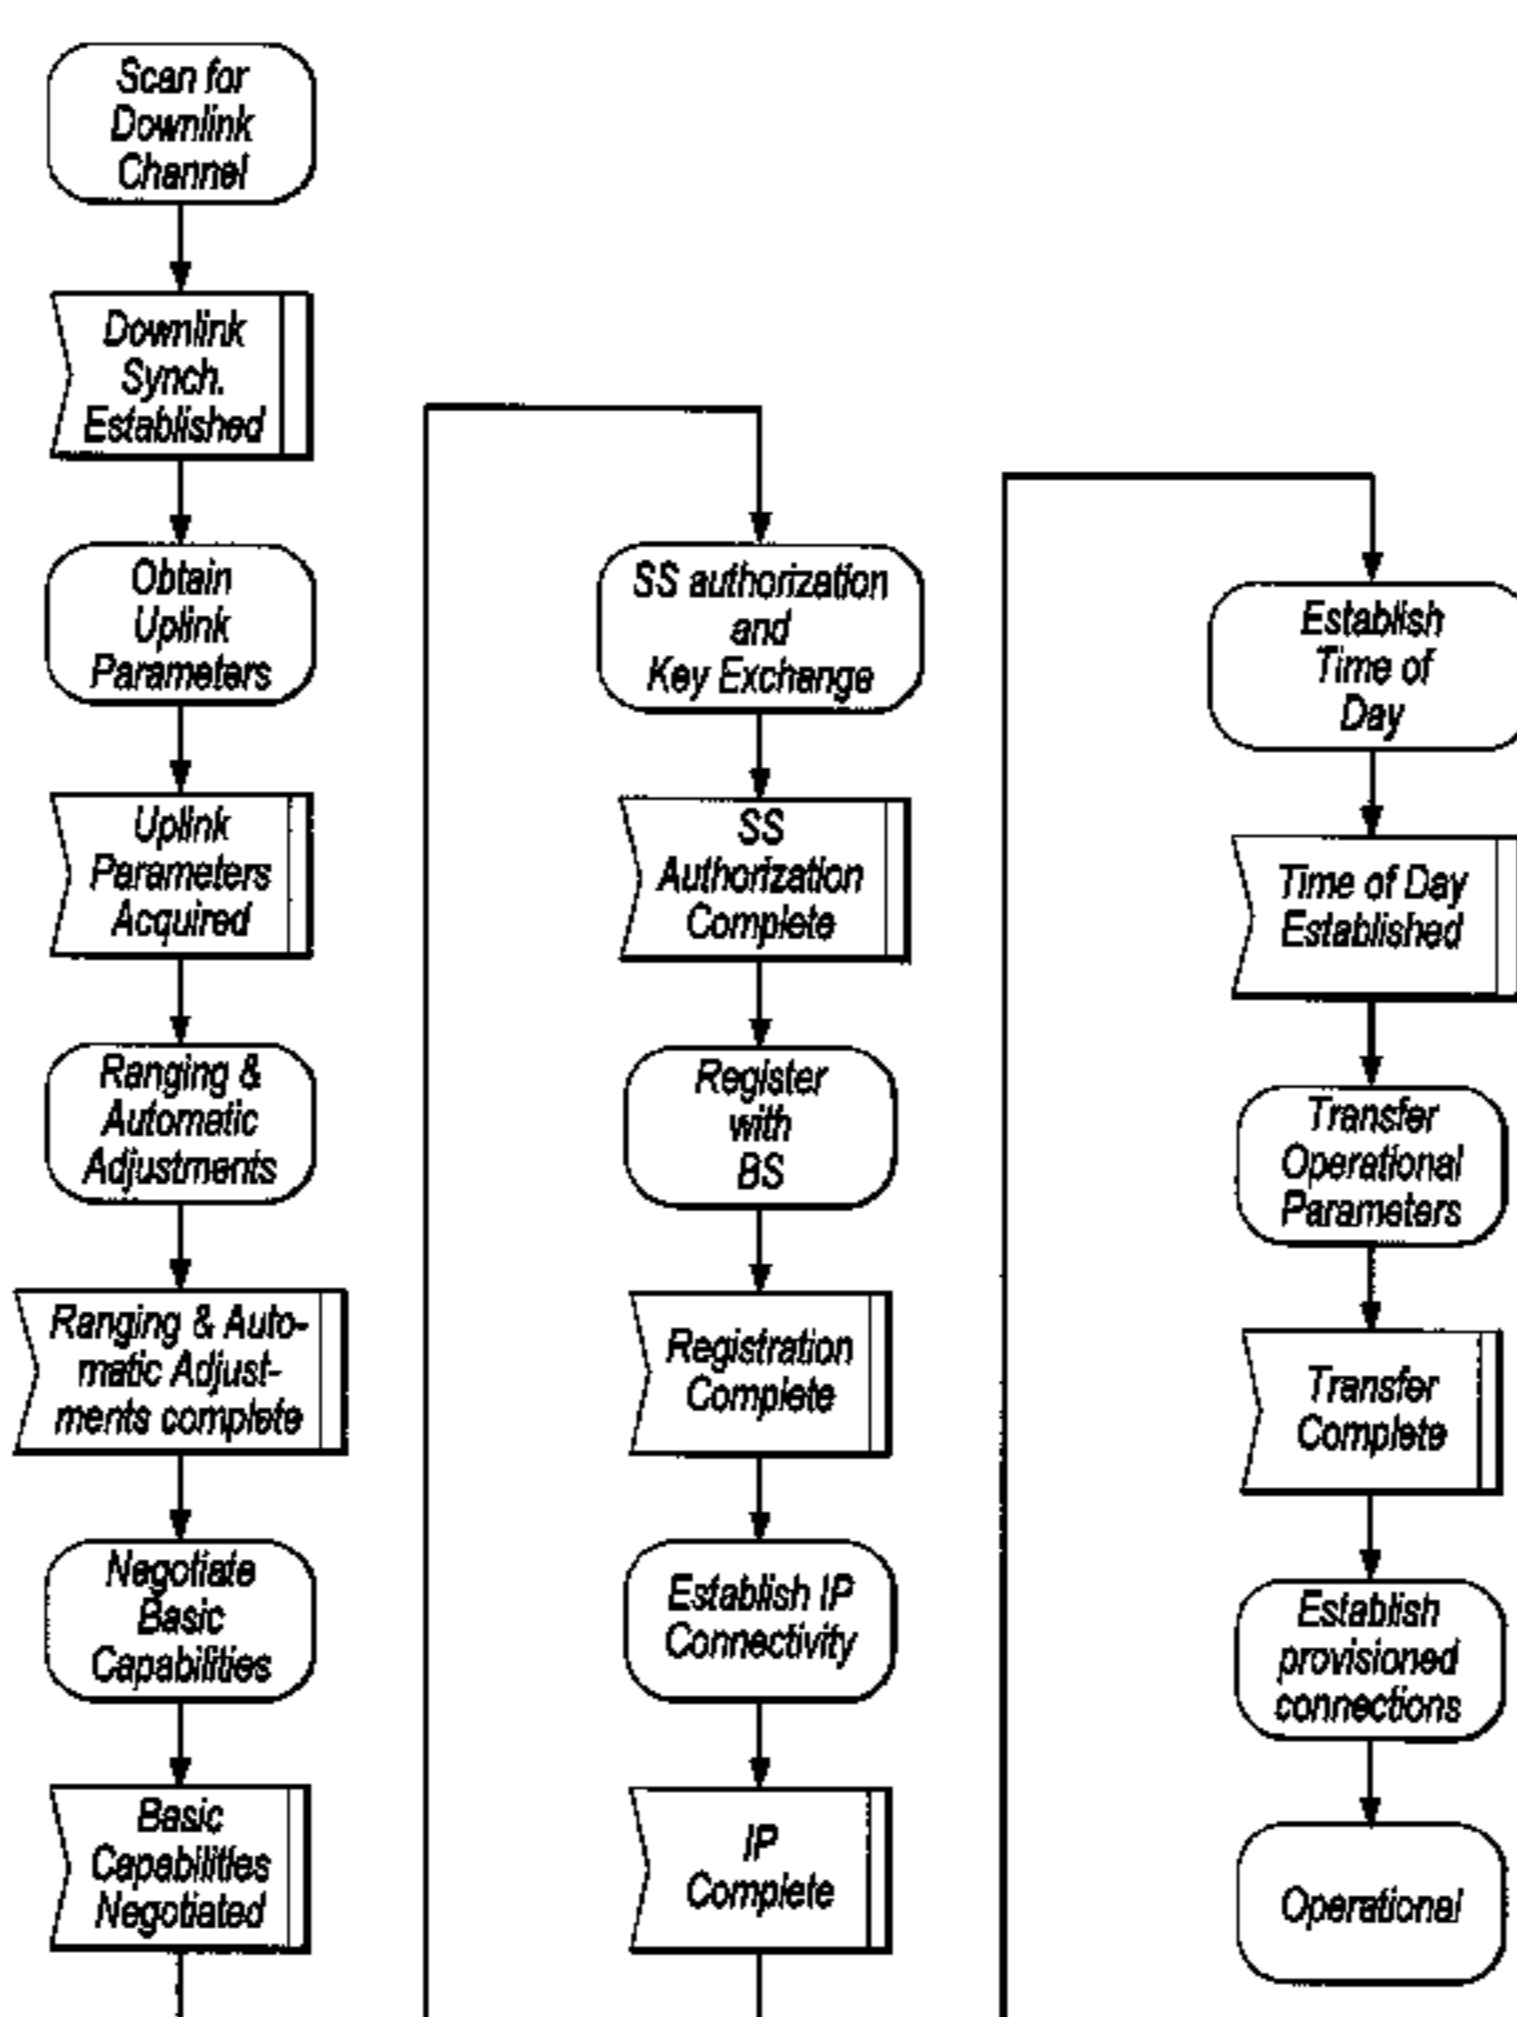 Scan for
Downlink
Channel
Downlink
Synch.
Established
Obtain
Uplink
Parameters
Uplink
Parameters
Acquired
Ranging &
Automatic
Adjustments
Ranging & Auto-
matic Adjust-
ments complete
Negotiate
Basic
Capabilities
Basic
Capabilities
Negotiated
SS authorization
and
Key Exchange
SS
Authorization
Complete
Register
with
BS
Registration
Complete
Establish IP
Connectivity
IP
Complete
Establish
Time of
Day
Time of Day
Established
Transfer
Operational
Parameters
Transfer
Complete
Establish
provisioned
connections
Operational